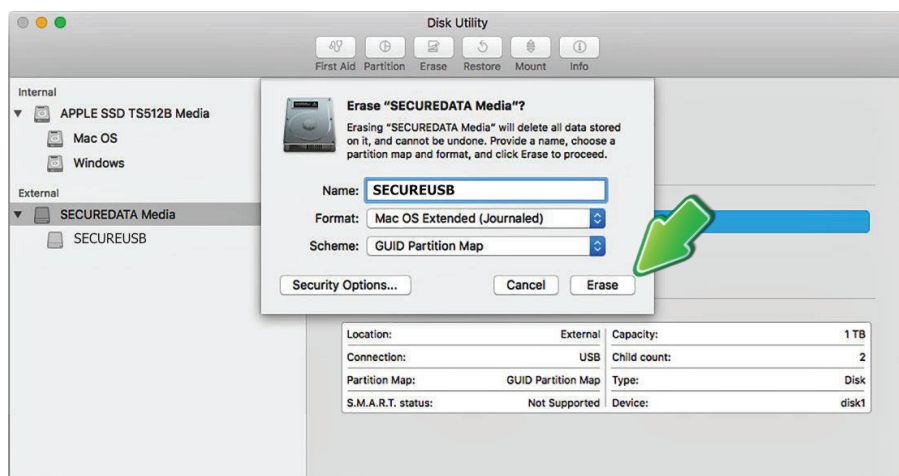 Disk Utility
First Aid Partition Erase Restore Mount Info
Internal
APPLE SSD TS512B Media
Mac OS
Windows
External
SECUREDATA Media
SECUREUSB
Erase “SECUREDATA Media”?
Erasing “SECUREDATA Media” will delete all data stored
on it, and cannot be undone. Provide a name, choose a
partition map and format, and click Erase to proceed.
Name: SECUREUSB
Format: Mac OS Extended (Journaled)
Scheme: GUID Partition Map
Security Options... Cancel Erase
Location: External Capacity: 1 TB
Connection: USB Child count: 2
Partition Map: GUID Partition Map Type: Disk
S.M.A.R.T. status: Not Supported Device: disk1